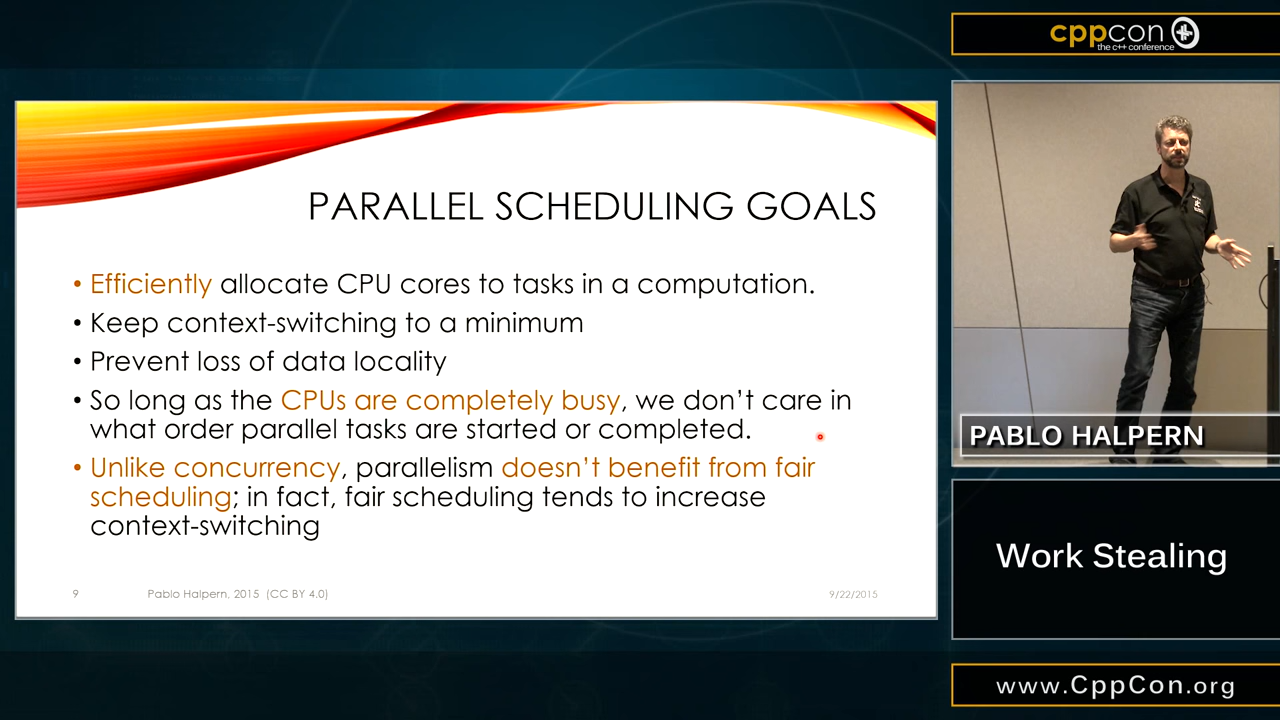 cppcon
the c++ conference
PARALLEL SCHEDULING GOALS
• Efficiently allocate CPU cores to tasks in a computation.
• Keep context-switching to a minimum
• Prevent loss of data locality
• So long as the CPUs are completely busy, we don’t care in
what order parallel tasks are started or completed.
• Unlike concurrency, parallelism doesn’t benefit from fair
scheduling; in fact, fair scheduling tends to increase
context-switching
9
Pablo Halpern, 2015 (CC BY 4.0)
9/22/2015
PABLO HALPERN
Work Stealing
www.CppCon.org